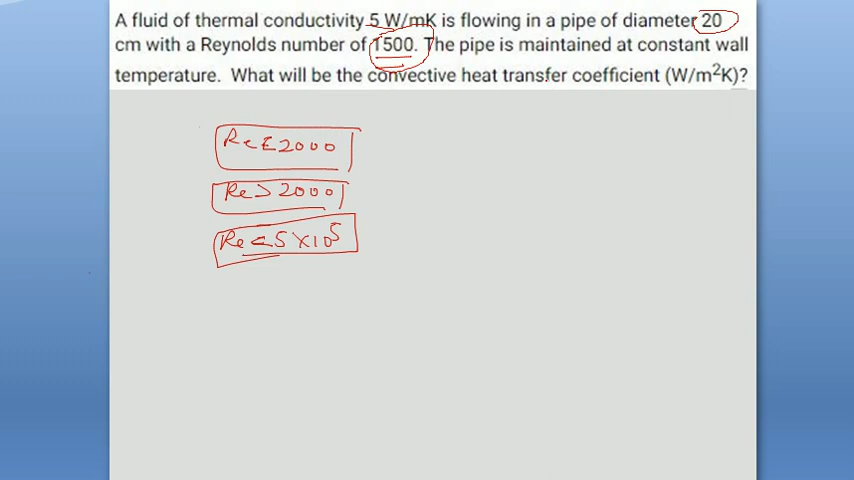 A fluid of thermal conductivity 5 W/mK is flowing in a pipe of diameter 20
cm with a Reynolds number of 1500. The pipe is maintained at constant wall
temperature. What will be the convective heat transfer coefficient (W/m²K)?
Re ≤ 2000
Re > 2000
Re < 5×10⁵